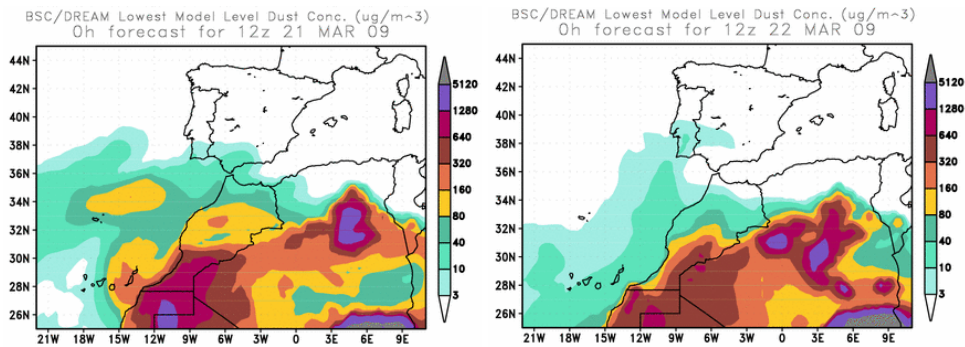 BSC/DREAM Lowest Model Level Dust Conc. (ug/m^3)
0h forecast for 12z 21 MAR 09
44N
42N
40N
38N
36N
34N
32N
30N
28N
26N
21W 18W 15W 12W 9W 6W 3W 0 3E 6E 9E
5120
1280
640
320
160
80
40
10
3
BSC/DREAM Lowest Model Level Dust Conc. (ug/m^3)
0h forecast for 12z 22 MAR 09
44N
42N
40N
38N
36N
34N
32N
30N
28N
26N
21W 18W 15W 12W 9W 6W 3W 0 3E 6E 9E
5120
1280
640
320
160
80
40
10
3